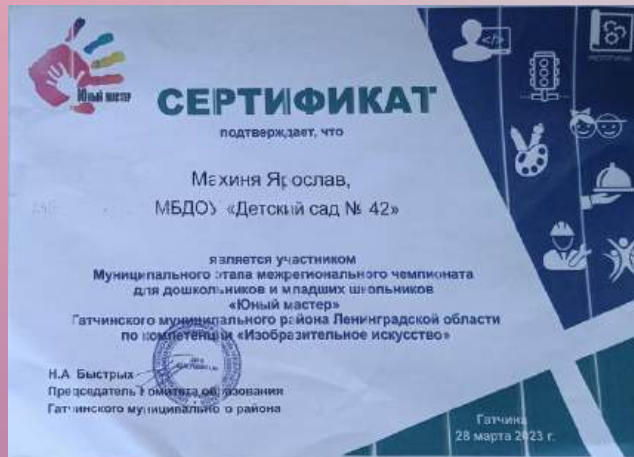 Юный мастер
СЕРТИФИКАТ
подтверждает, что
Махиня Ярослав,
МБДОУ «Детский сад № 42»
является участником
Муниципального этапа межрегионального чемпионата
для дошкольников и младших школьников
«Юный мастер»
Гатчинского муниципального района Ленинградской области
по компетенции «Изобразительное искусство»
Н.А. Быстрых
Председатель Комитета образования
Гатчинского муниципального района
Гатчина
28 марта 2023 г.